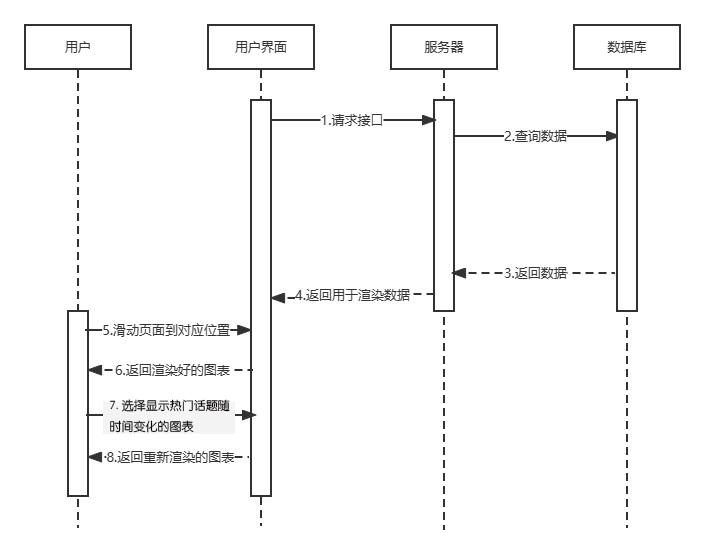 用户
用户界面
服务器
数据库
1.请求接口
2.查询数据
3.返回数据
4.返回用于渲染数据
5.滑动页面到对应位置
6.返回渲染好的图表
7. 选择显示热门话题随
时间变化的图表
8.返回重新渲染的图表